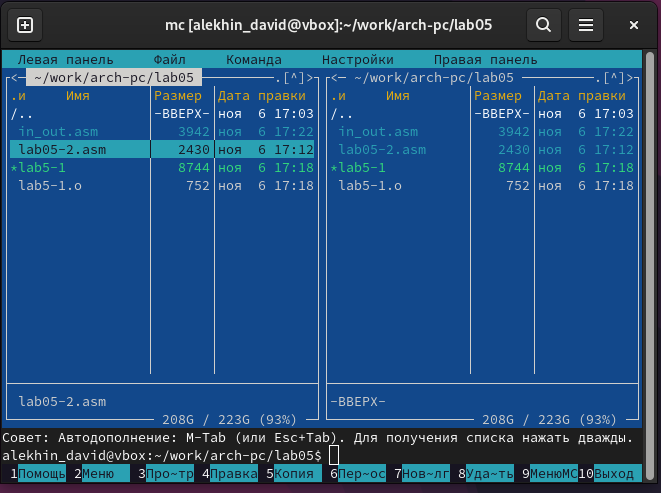 mc [alekhin_david@vbox]:~/work/arch-pc/lab05
Левая панель Файл Команда Настройки Правая панель
<— ~/work/arch-pc/lab05 .[^]> <— ~/work/arch-pc/lab05 .[^]>
.и Имя Размер Дата правки .и Имя Размер Дата правки
/.. -ВВЕРХ- ноя 6 17:03 /.. -ВВЕРХ- ноя 6 17:03
in_out.asm 3942 ноя 6 17:22 in_out.asm 3942 ноя 6 17:22
lab05-2.asm 2430 ноя 6 17:12 lab05-2.asm 2430 ноя 6 17:12
*lab5-1 8744 ноя 6 17:18 *lab5-1 8744 ноя 6 17:18
lab5-1.o 752 ноя 6 17:18 lab5-1.o 752 ноя 6 17:18
lab05-2.asm -ВВЕРХ-
208G / 223G (93%) 208G / 223G (93%)
Совет: Автодополнение: M-Tab (или Esc+Tab). Для получения списка нажать дважды.
alekhin_david@vbox:~/work/arch-pc/lab05$
1Помощь 2Меню 3Про~тр 4Правка 5Копия 6Пер~ос 7Нов~лг 8Уда~ть 9МенюMC 10Выход